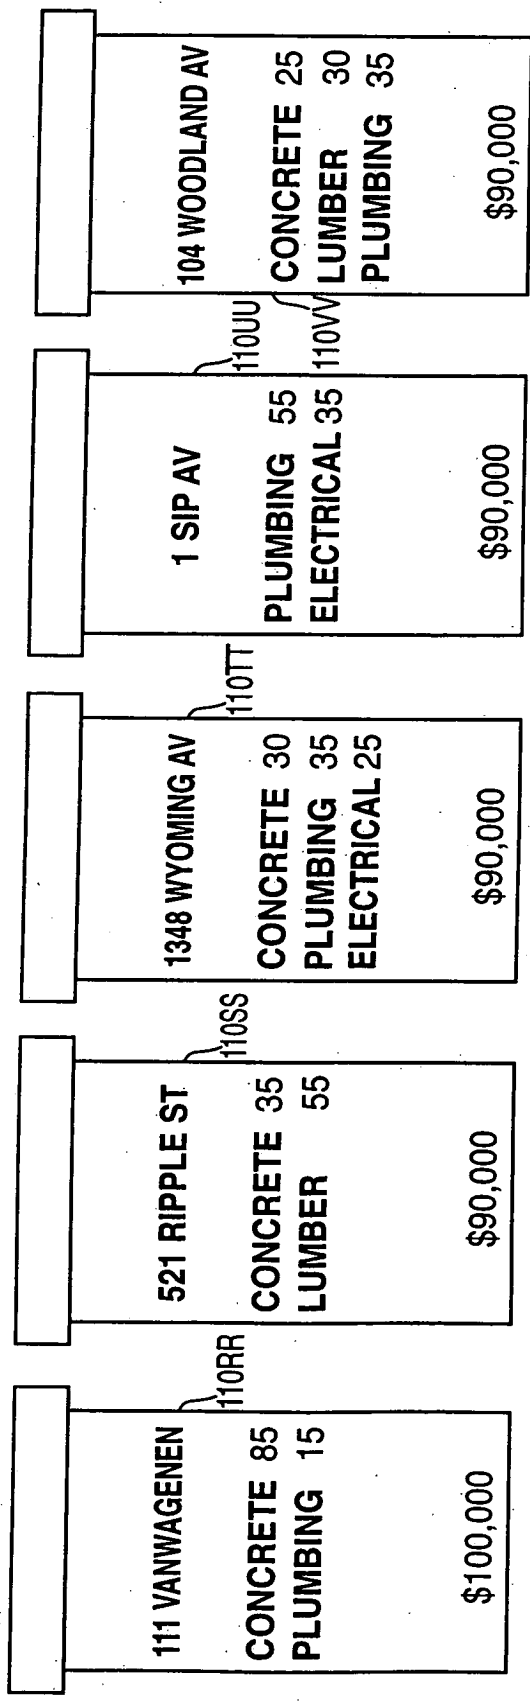 111 VANWAGENEN
CONCRETE 85
PLUMBING 15
$100,000
110RR
521 RIPPLE ST
CONCRETE 35
LUMBER 55
$90,000
110SS
1348 WYOMING AV
CONCRETE 30
PLUMBING 35
ELECTRICAL 25
$90,000
110TT
1 SIP AV
PLUMBING 55
ELECTRICAL 35
$90,000
110UU
104 WOODLAND AV
CONCRETE 25
LUMBER 30
PLUMBING 35
$90,000
110VV